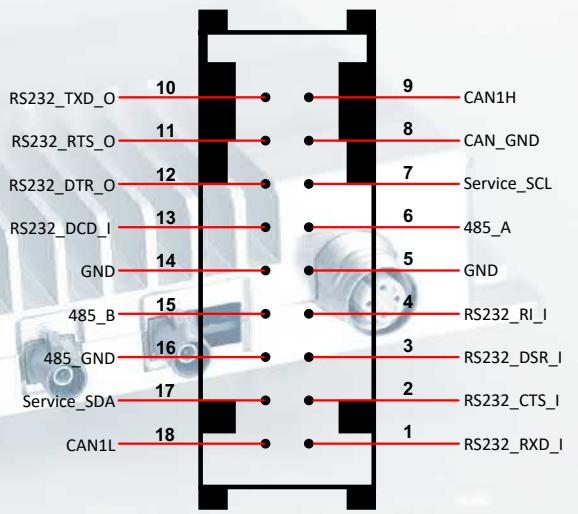 RS232_TXD_O 10 9 CAN1H
RS232_RTS_O 11 8 CAN_GND
RS232_DTR_O 12 7 Service_SCL
RS232_DCD_I 13 6 485_A
GND 14 5 GND
485_B 15 4 RS232_RI_I
485_GND 16 3 RS232_DSR_I
Service_SDA 17 2 RS232_CTS_I
CAN1L 18 1 RS232_RXD_I